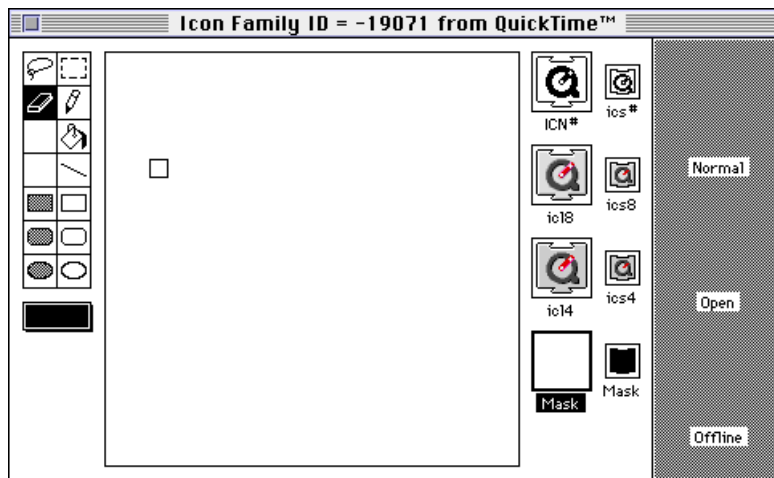 Icon Family ID = -19071 from QuickTime™
ICN#
ics#
icl8
ics8
icl4
ics4
Mask
Mask
Normal
Open
Offline